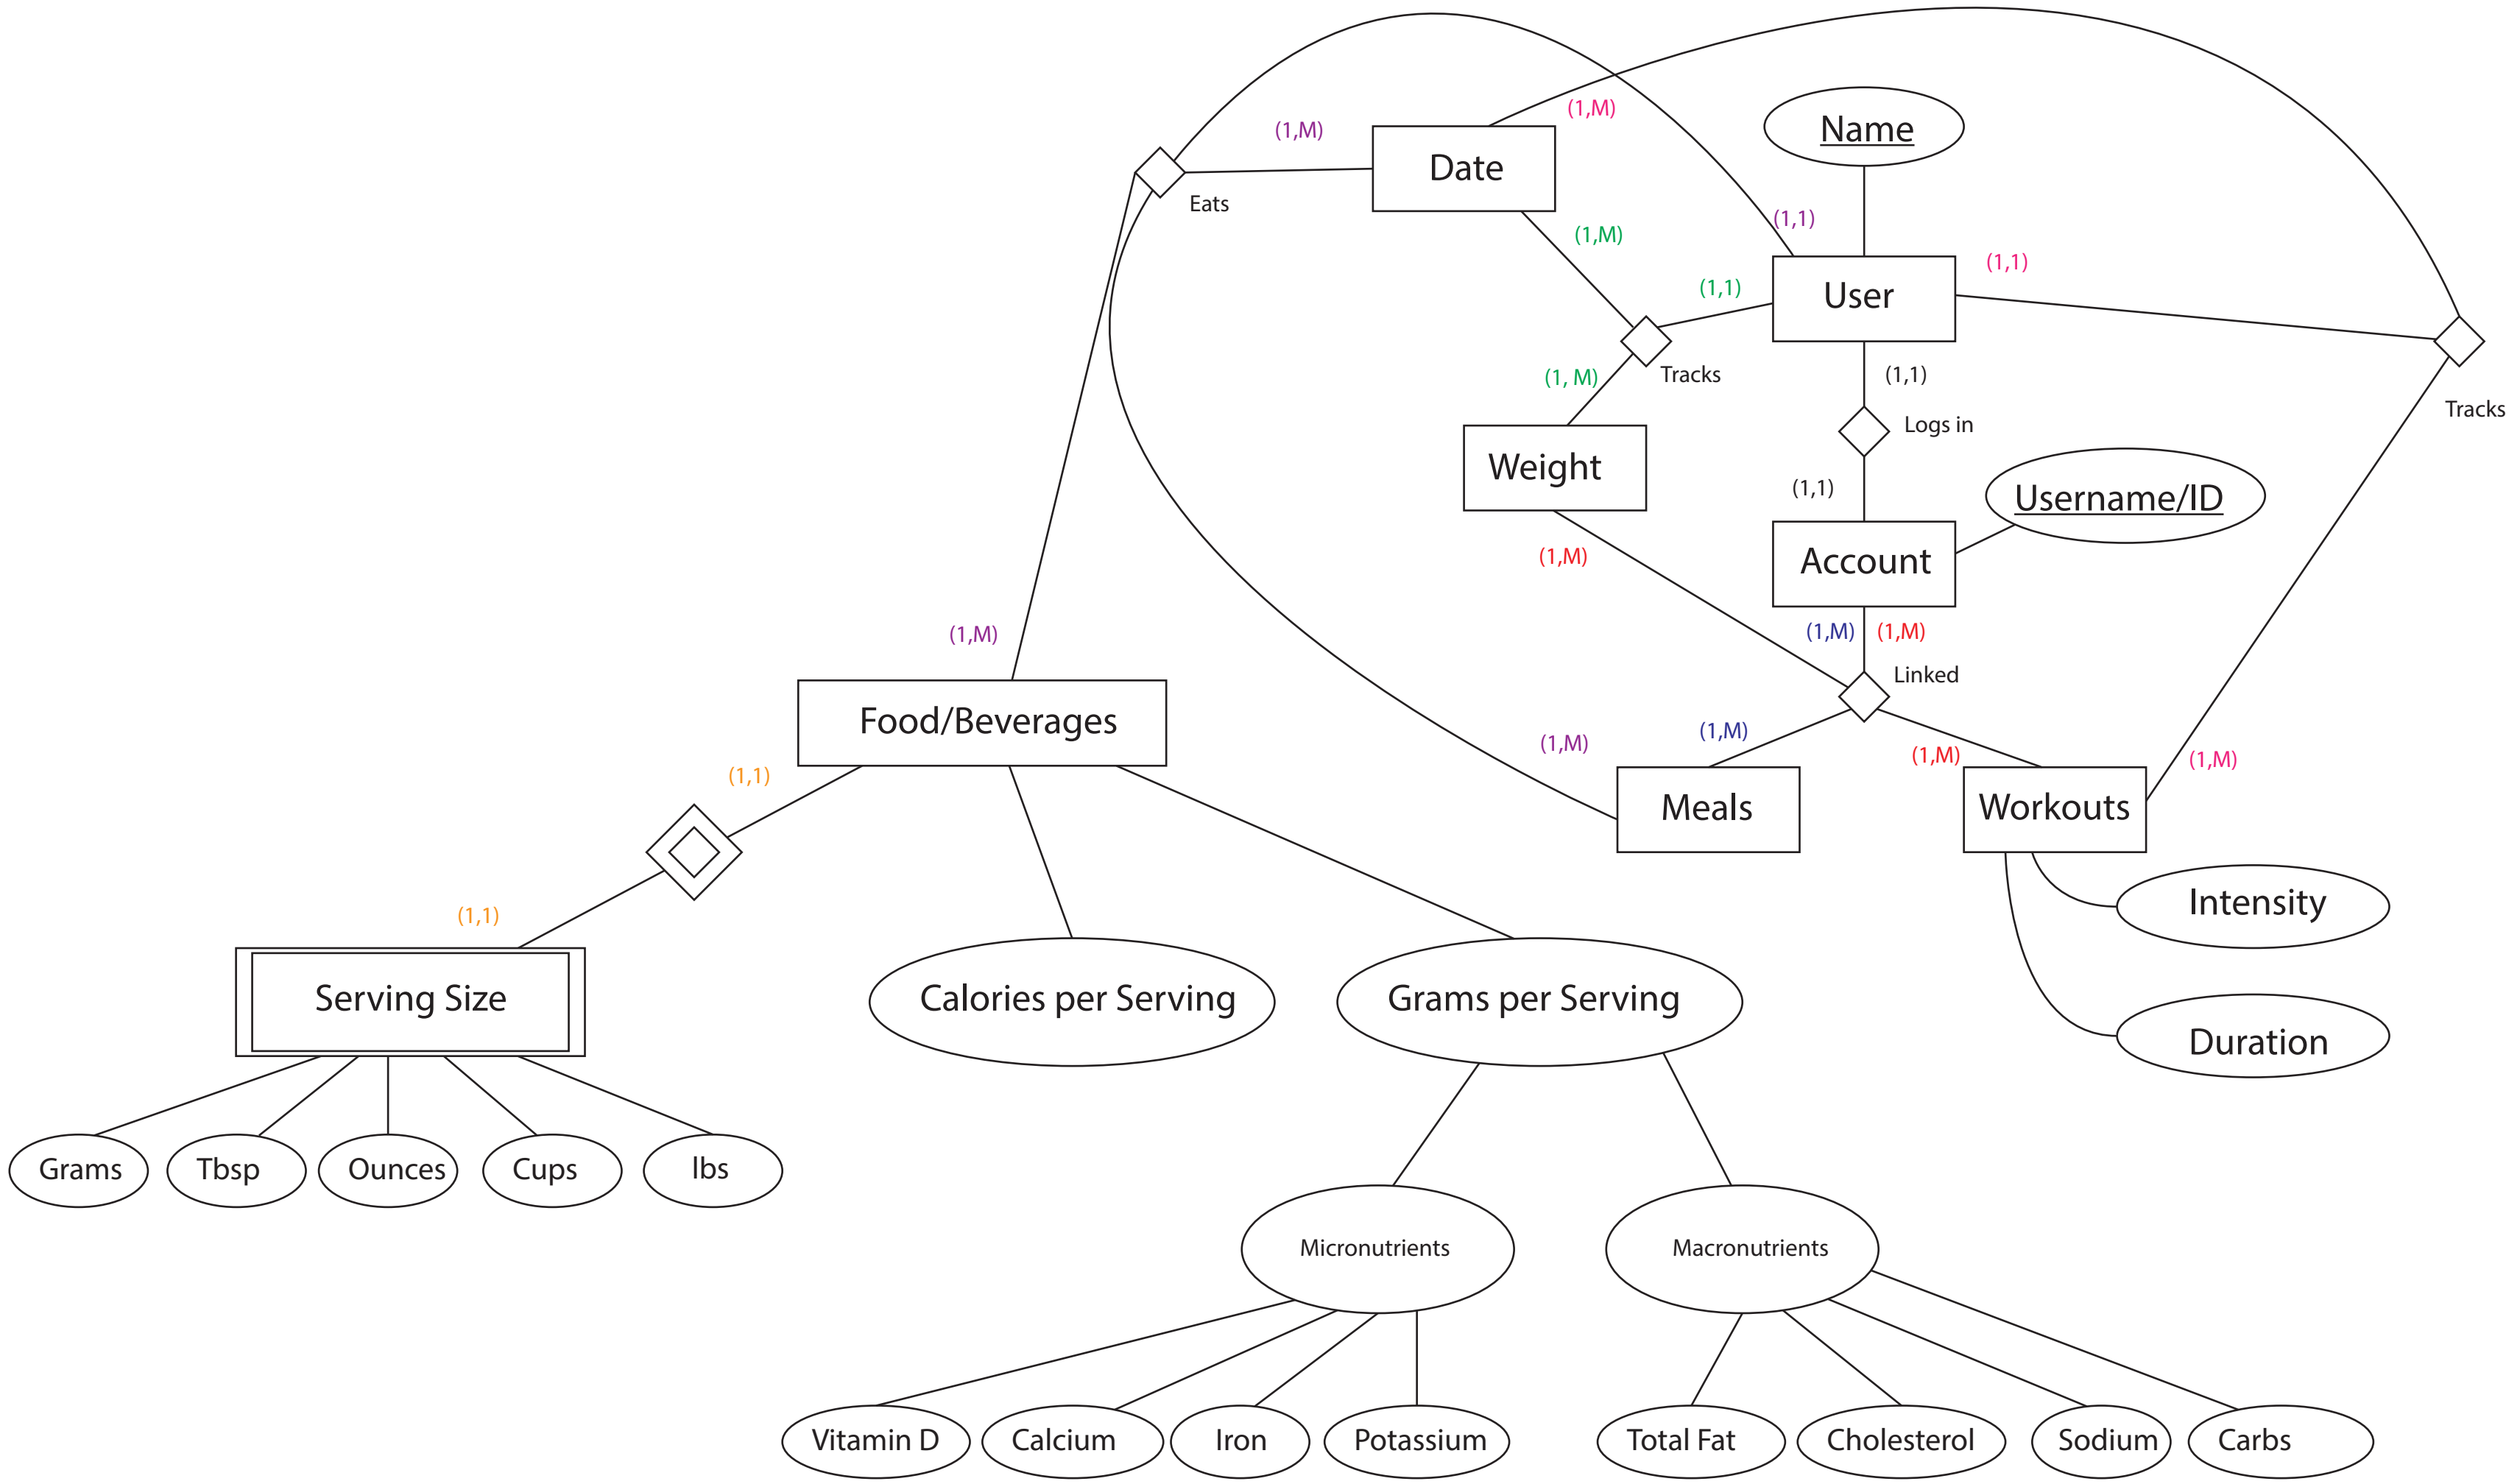 (1,M)
Name
(1,M)
Date
Eats
(1,1)
(1,M)
(1,1)
(1,1)
User
(1, M)
Tracks
(1,1)
Tracks
Logs in
Weight
(1,1)
Username/ID
(1,M)
Account
(1,M)
(1,M)
(1,M)
Linked
Food/Beverages
(1,M)
(1,M)
(1,M)
(1,M)
(1,1)
Meals
Workouts
(1,1)
Intensity
Serving Size
Calories per Serving
Grams per Serving
Duration
Grams
Tbsp
Ounces
Cups
lbs
Micronutrients
Macronutrients
Vitamin D
Calcium
Iron
Potassium
Total Fat
Cholesterol
Sodium
Carbs